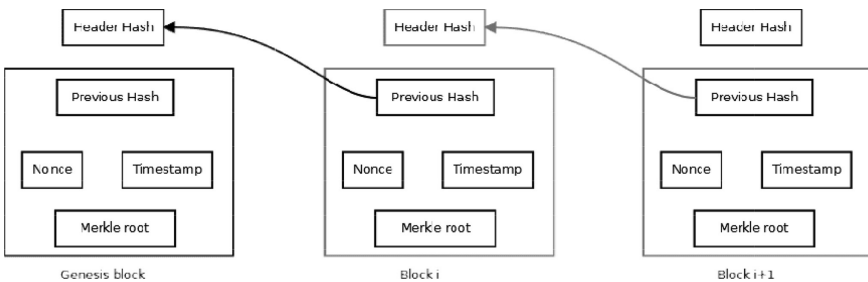 Header Hash
Header Hash
Header Hash
Previous Hash
Previous Hash
Previous Hash
Nonce
Timestamp
Nonce
Timestamp
Nonce
Timestamp
Merkle root
Merkle root
Merkle root
Genesis block
Block i
Block i+1